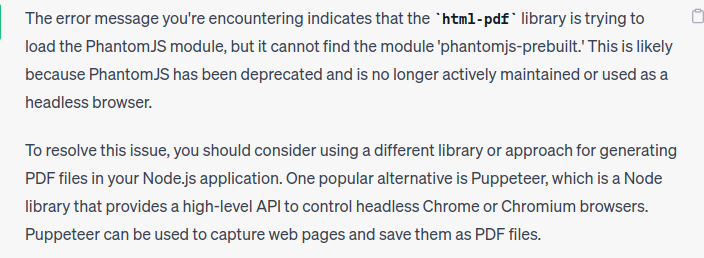 The error message you're encountering indicates that the `html-pdf` library is trying to
load the PhantomJS module, but it cannot find the module 'phantomjs-prebuilt.' This is likely
because PhantomJS has been deprecated and is no longer actively maintained or used as a
headless browser.
To resolve this issue, you should consider using a different library or approach for generating
PDF files in your Node.js application. One popular alternative is Puppeteer, which is a Node
library that provides a high-level API to control headless Chrome or Chromium browsers.
Puppeteer can be used to capture web pages and save them as PDF files.